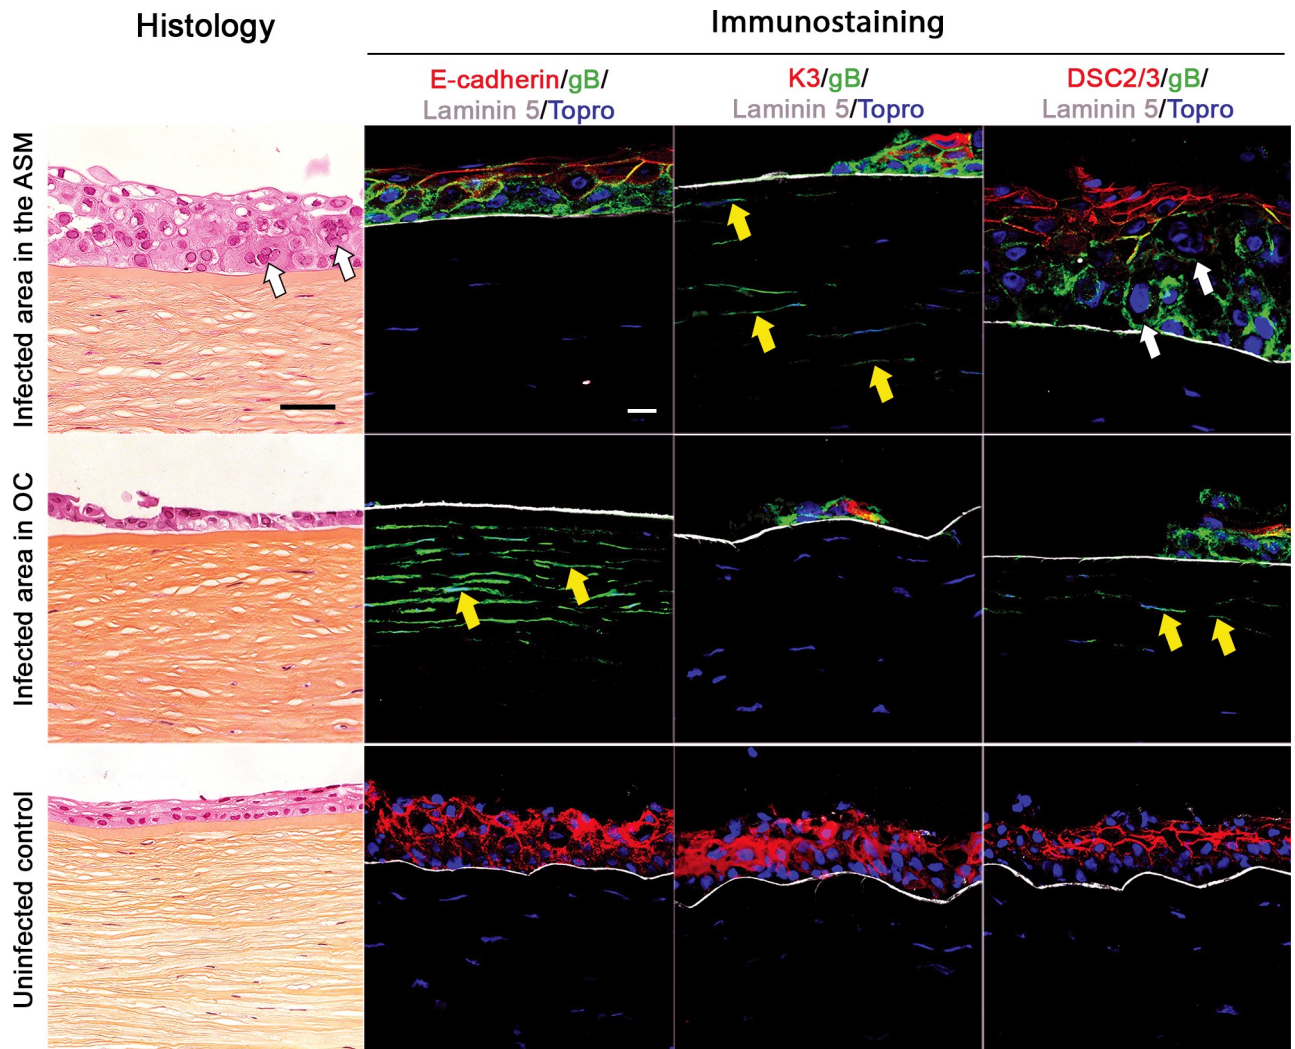 Histology
Immunostaining
E-cadherin/gB/
Laminin 5/Topro
K3/gB/
Laminin 5/Topro
DSC2/3/gB/
Laminin 5/Topro
Infected area in the ASM
Infected area in OC
Uninfected control